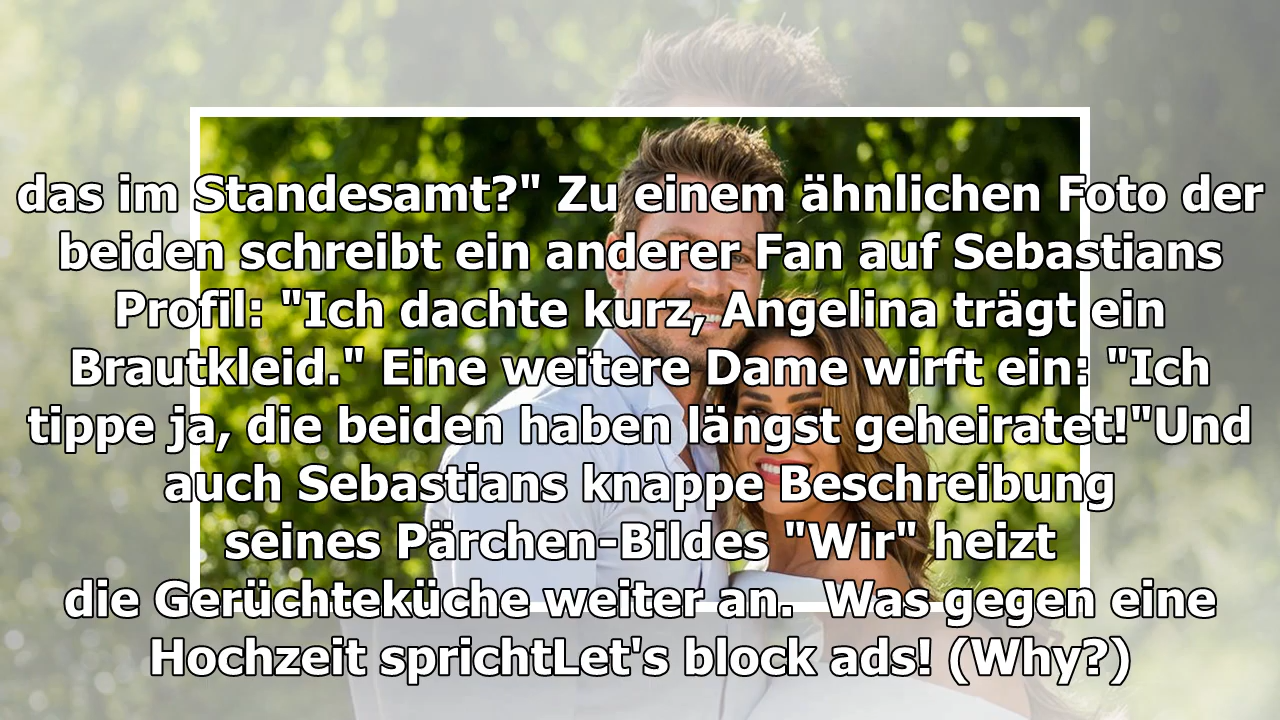 das im Standesamt?" Zu einem ähnlichen Foto der
beiden schreibt ein anderer Fan auf Sebastians
Profil: "Ich dachte kurz, Angelina trägt ein
Brautkleid." Eine weitere Dame wirft ein: "Ich
tippe ja, die beiden haben längst geheiratet!"Und
auch Sebastians knappe Beschreibung
seines Pärchen-Bildes "Wir" heizt
die Gerüchteküche weiter an.  Was gegen eine
Hochzeit sprichtLet's block ads! (Why?)